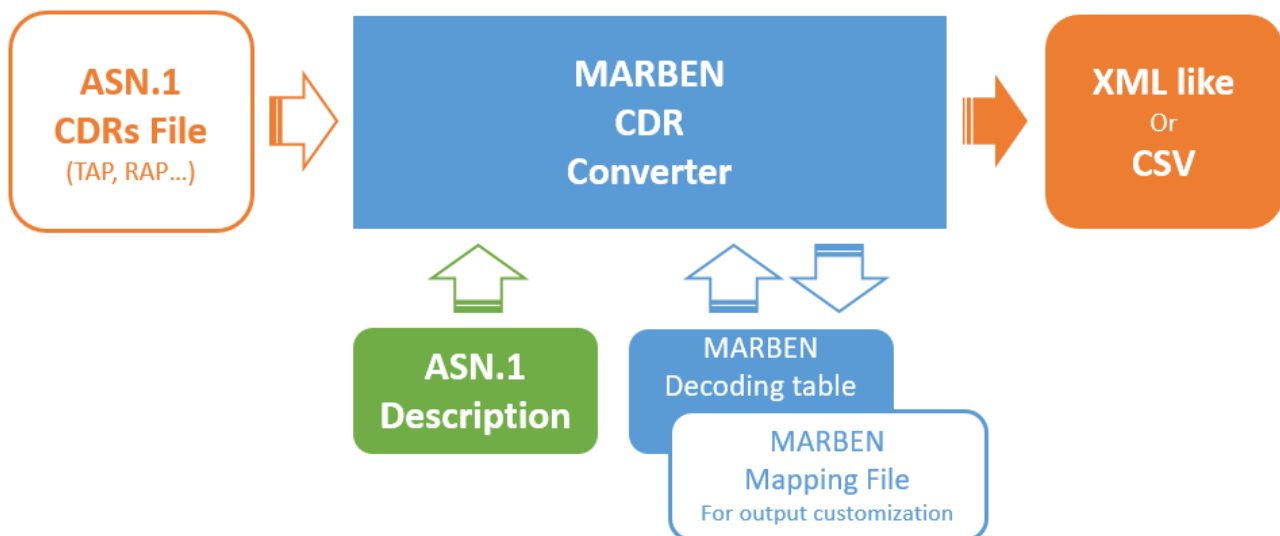 ASN.1
CDRs File
(TAP, RAP...)
MARBEN
CDR
Converter
XML like
Or
CSV
ASN.1
Description
MARBEN
Decoding table
MARBEN
Mapping File
For output customization